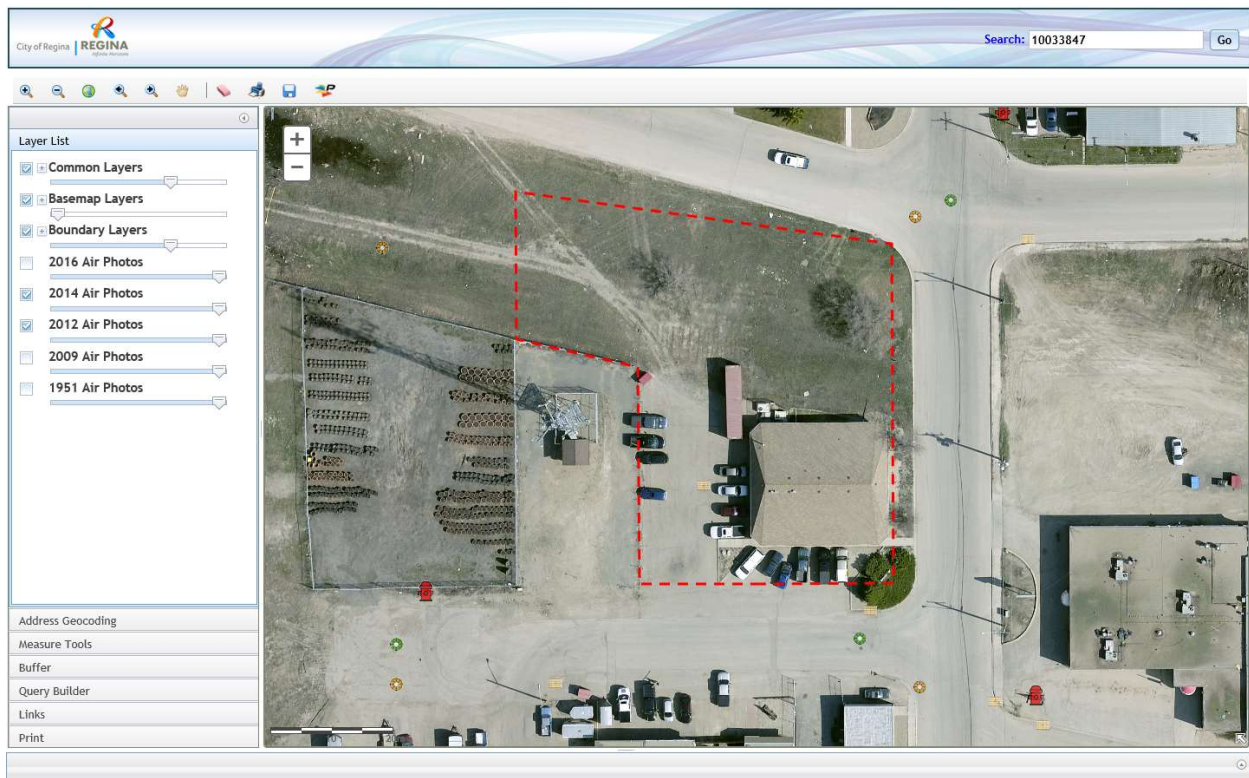 City of Regina
REGINA
Infinite Horizons
Search: 10033847 Go
Layer List
Common Layers
Basemap Layers
Boundary Layers
2016 Air Photos
2014 Air Photos
2012 Air Photos
2009 Air Photos
1951 Air Photos
Address Geocoding
Measure Tools
Buffer
Query Builder
Links
Print